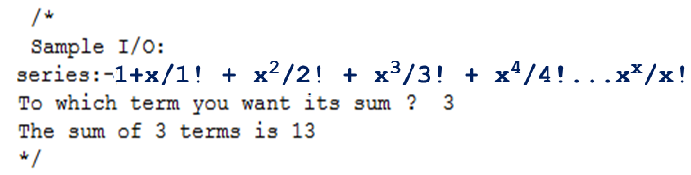 /*
Sample I/O:
series:-1+x/1! + x²/2! + x³/3! + x⁴/4!...xˣ/x!
To which term you want its sum ? 3
The sum of 3 terms is 13
*/